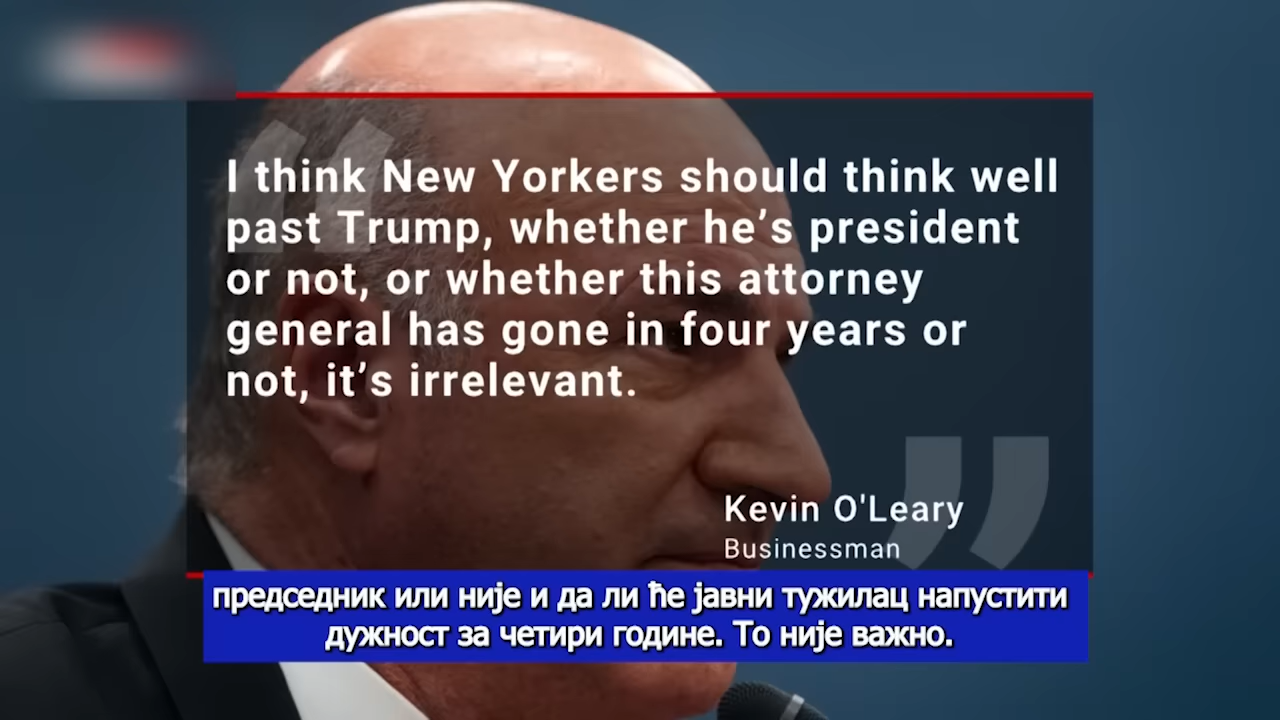 I think New Yorkers should think well
past Trump, whether he’s president
or not, or whether this attorney
general has gone in four years or
not, it’s irrelevant.
Kevin O'Leary
Businessman
председник или није и да ли ће јавни тужилац напустити
дужност за четири године. То није важно.